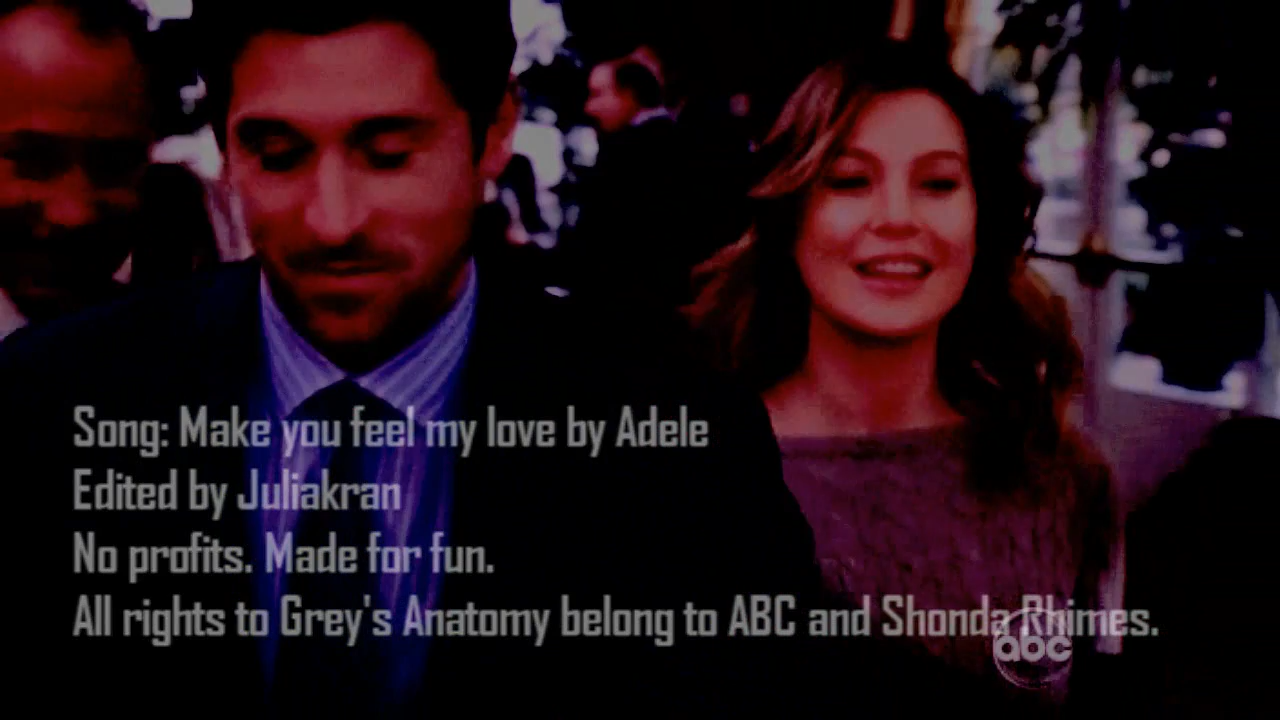 Song: Make you feel my love by Adele
Edited by Juliakran
No profits. Made for fun.
All rights to Grey's Anatomy belong to ABC and Shonda Rhimes.
abc